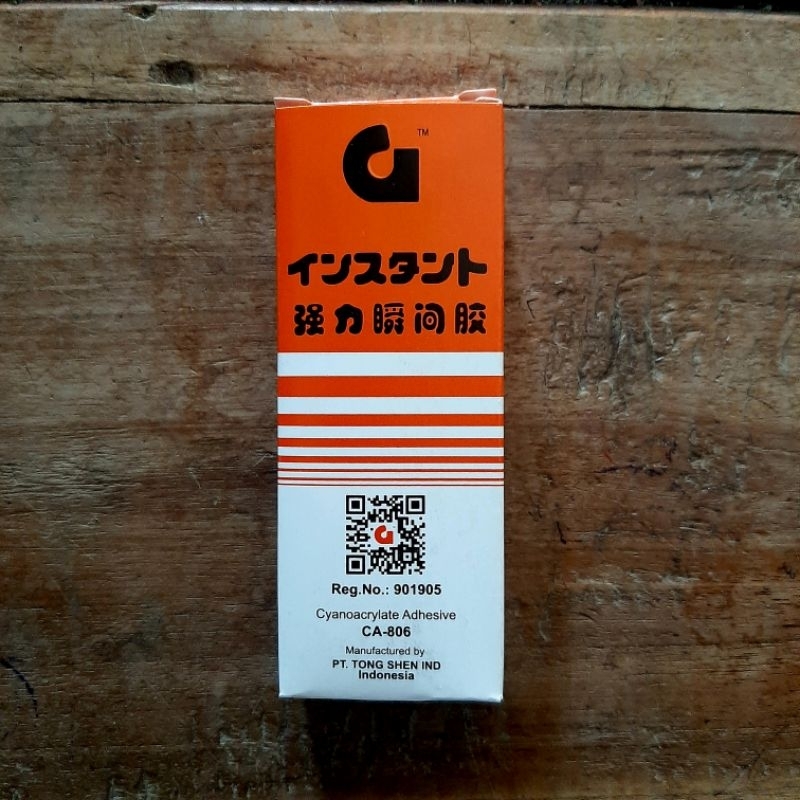 TM
インスタント
强力瞬间胶
Reg.No.: 901905
Cyanoacrylate Adhesive
CA-806
Manufactured by
PT. TONG SHEN IND
Indonesia